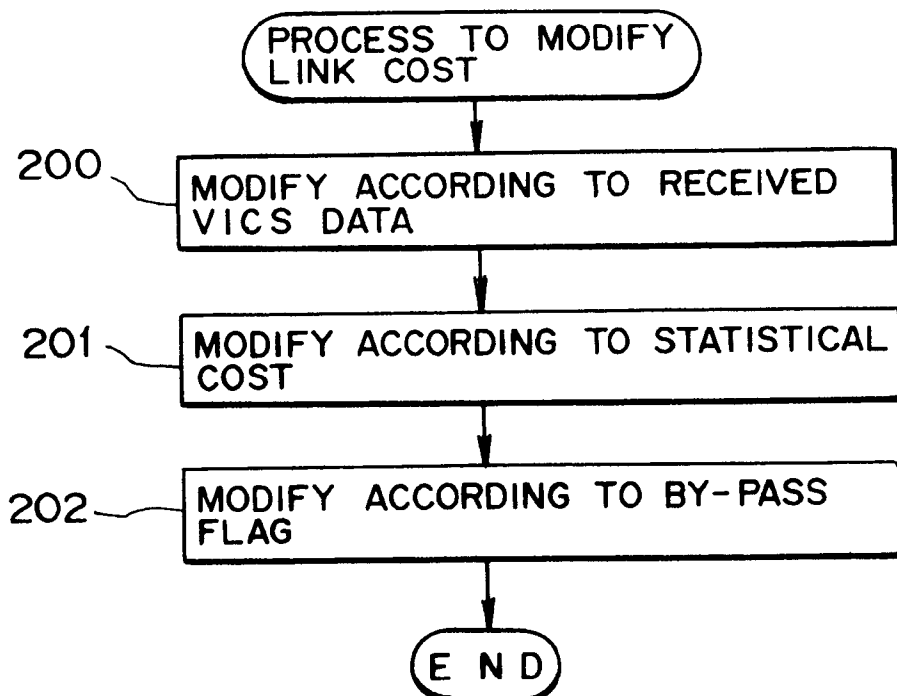 PROCESS TO MODIFY
LINK COST
200
MODIFY ACCORDING TO RECEIVED
VICS DATA
201
MODIFY ACCORDING TO STATISTICAL
COST
202
MODIFY ACCORDING TO BY-PASS
FLAG
END